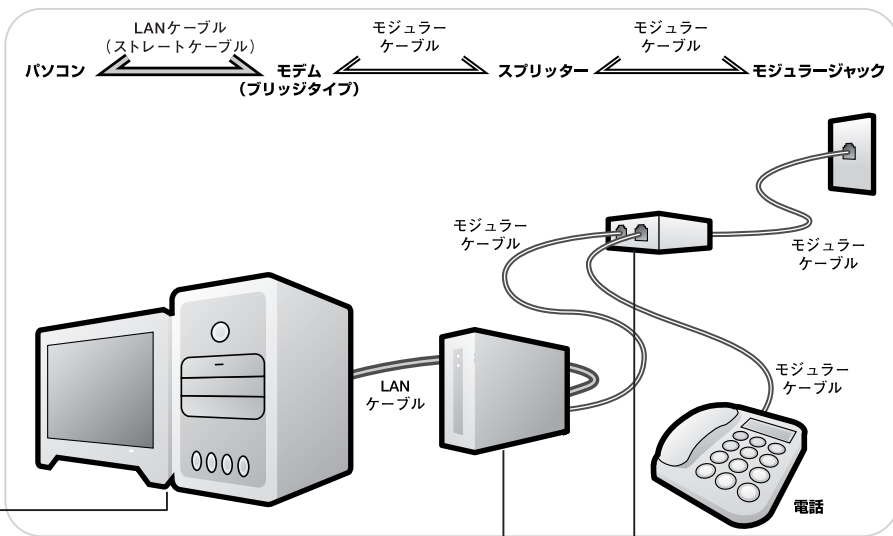 LANケーブル
（ストレートケーブル）
モジュラー
ケーブル
モジュラー
ケーブル
パソコン
モデム
（ブリッジタイプ）
スプリッター
モジュラージャック
モジュラー
ケーブル
モジュラー
ケーブル
LAN
ケーブル
モジュラー
ケーブル
電話